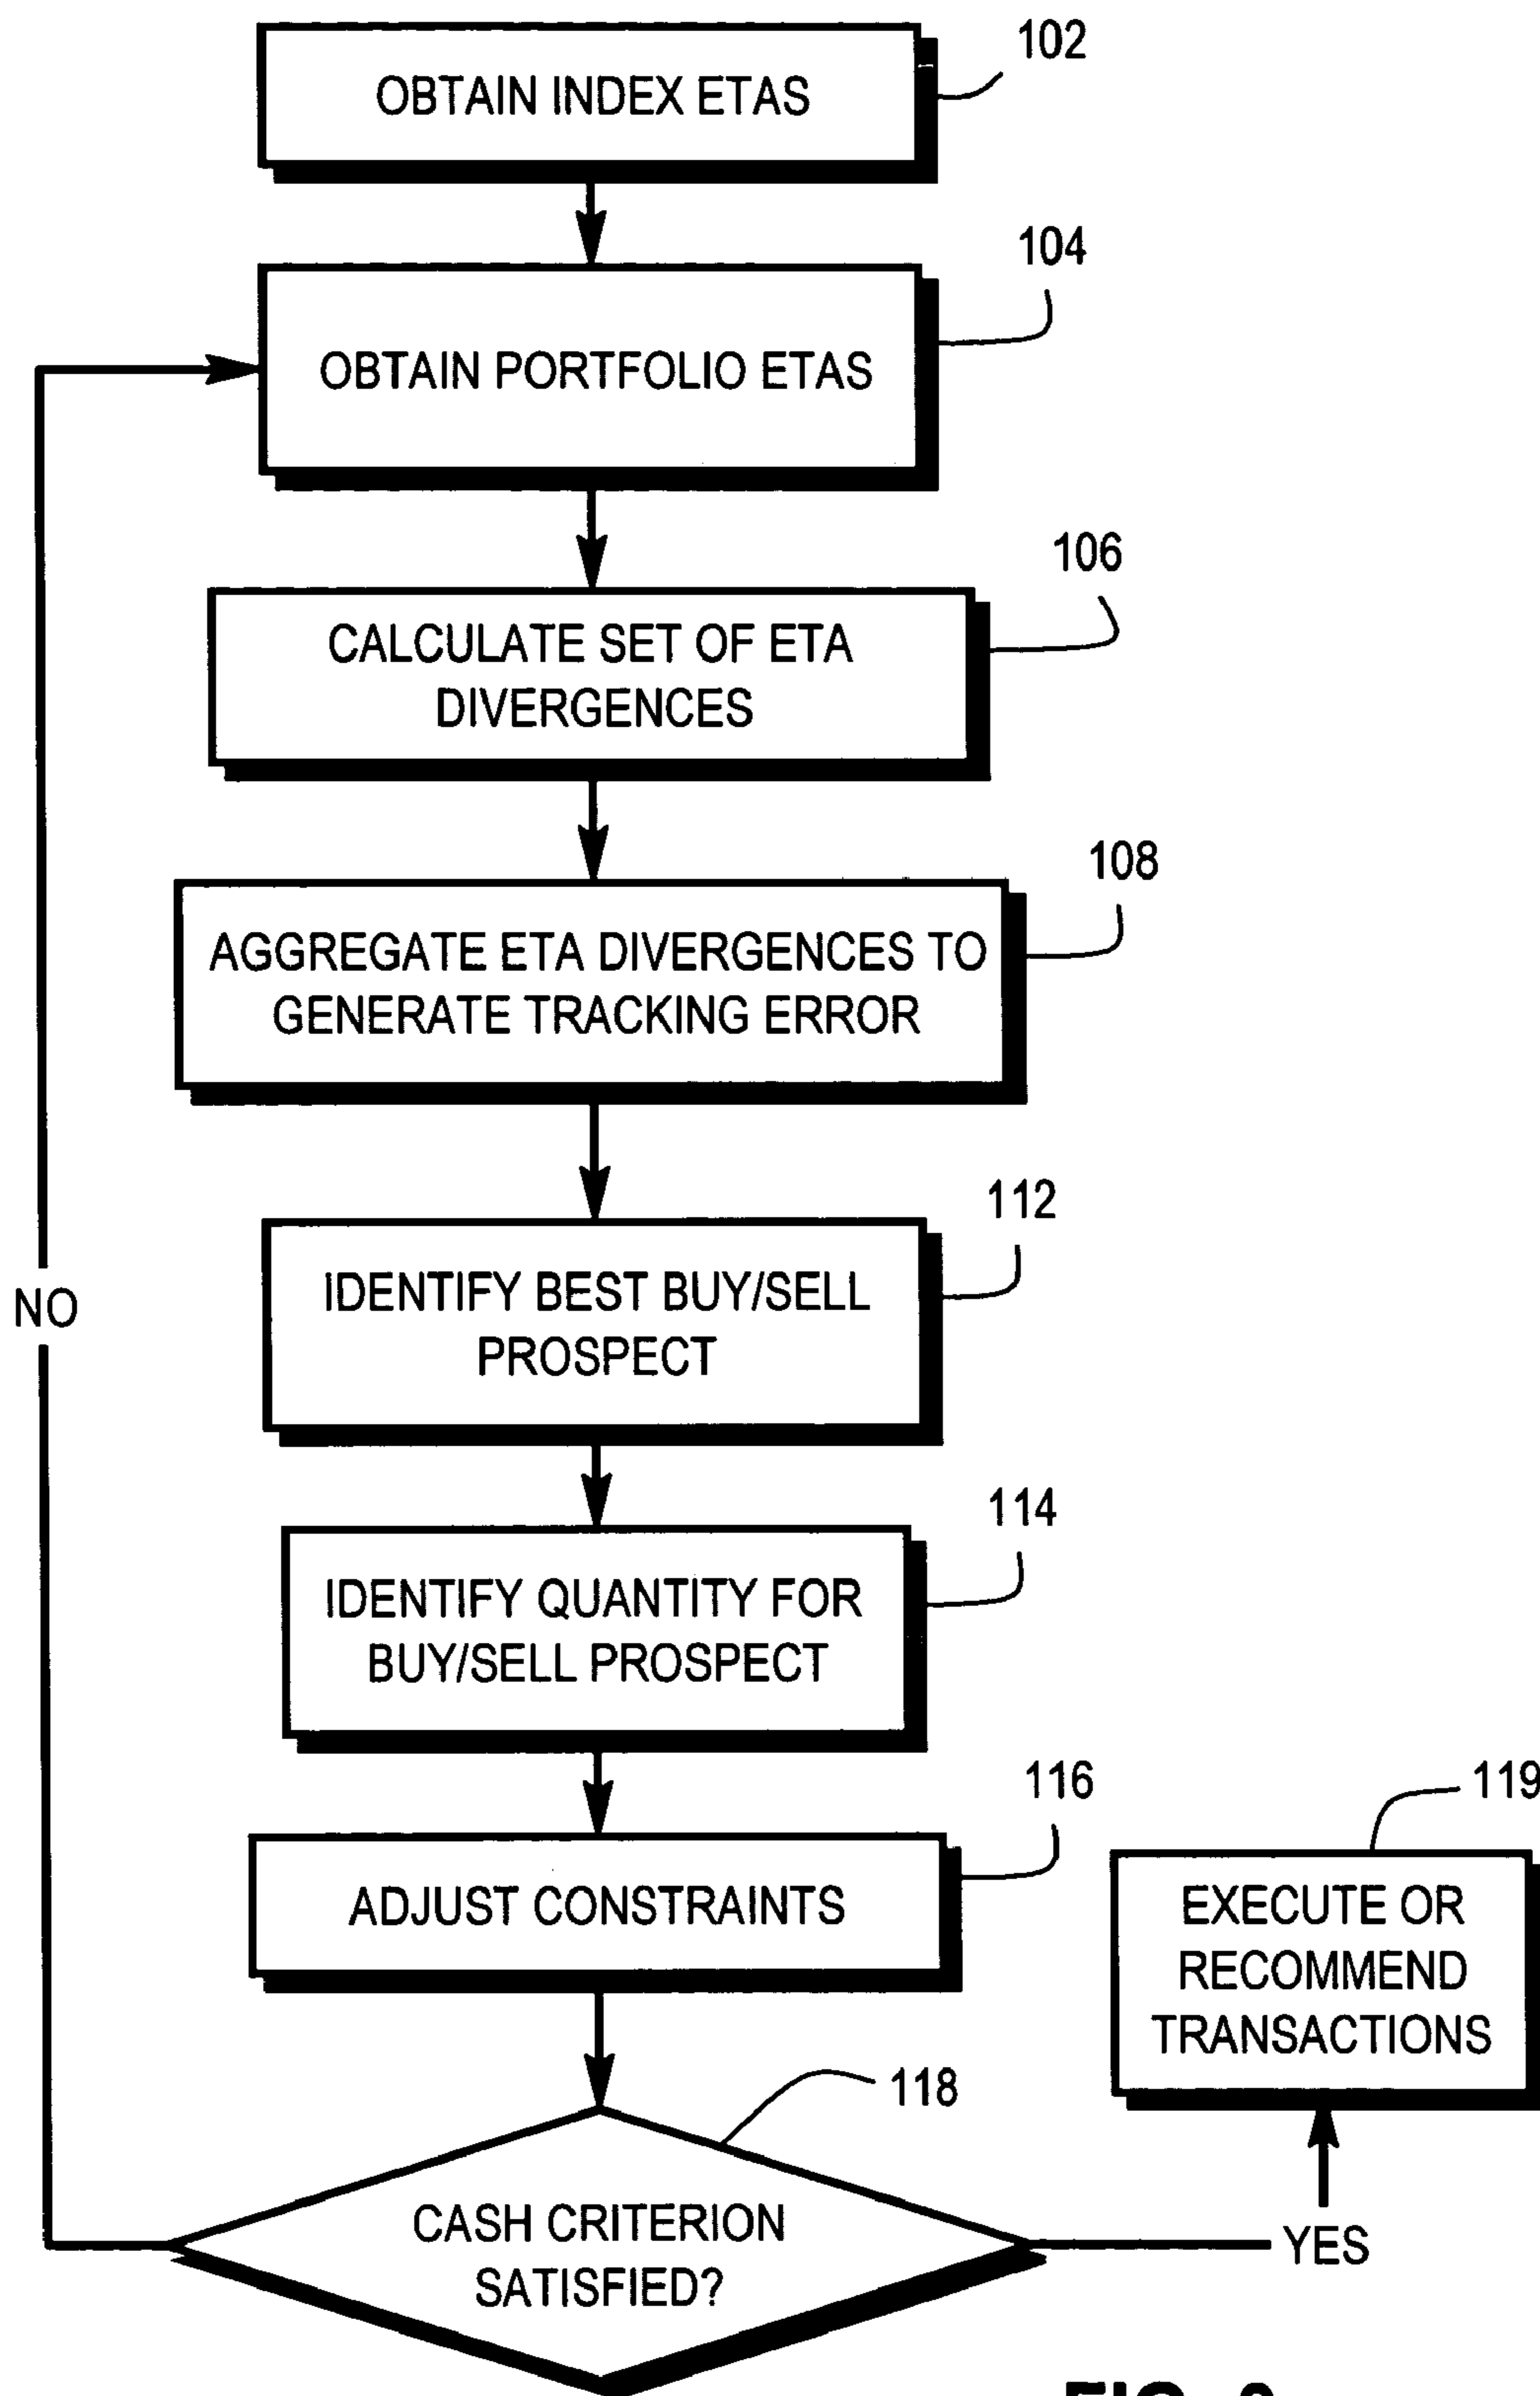 102
OBTAIN INDEX ETAS
104
OBTAIN PORTFOLIO ETAS
106
CALCULATE SET OF ETA
DIVERGENCES
108
AGGREGATE ETA DIVERGENCES TO
GENERATE TRACKING ERROR
112
IDENTIFY BEST BUY/SELL
PROSPECT
NO
114
IDENTIFY QUANTITY FOR
BUY/SELL PROSPECT
116
ADJUST CONSTRAINTS
119
EXECUTE OR
RECOMMEND
TRANSACTIONS
118
CASH CRITERION
SATISFIED?
YES
FIG.